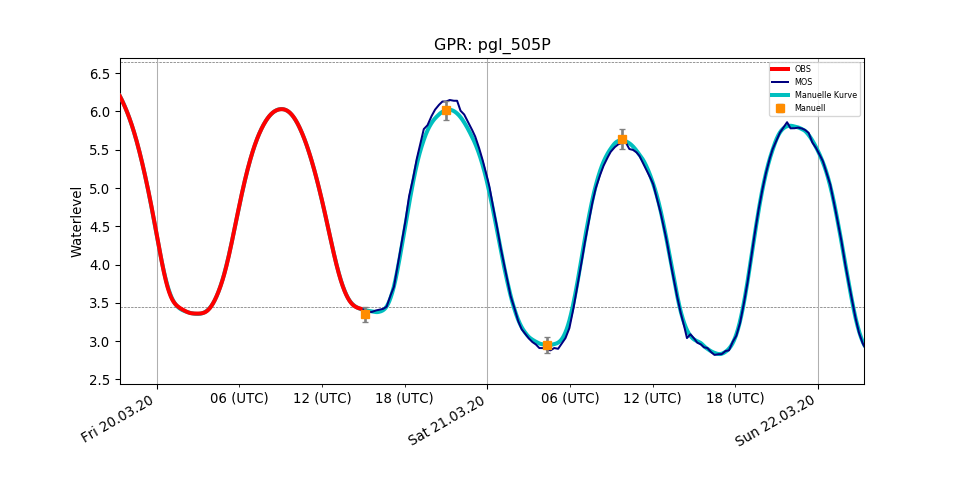 GPR: pgl_505P
OBS
MOS
Manuelle Kurve
Manuell
Waterlevel
6.5
6.0
5.5
5.0
4.5
4.0
3.5
3.0
2.5
Fri 20.03.20
06 (UTC)
12 (UTC)
18 (UTC)
Sat 21.03.20
06 (UTC)
12 (UTC)
18 (UTC)
Sun 22.03.20